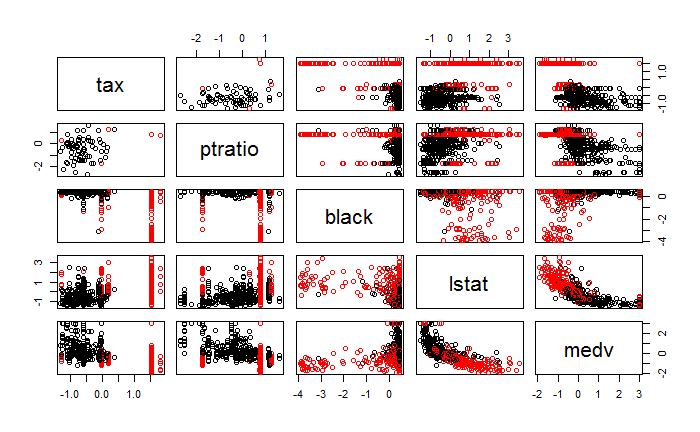 -2 -1 0 1
-1 0 1 2 3
tax
-1.0 0.0 1.0
ptratio
-2 0
black
-4 -2 0
lstat
-1 1 3
medv
-2 0 2
-1.0 0.0 1.0
-4 -3 -2 -1 0
-2 -1 0 1 2 3